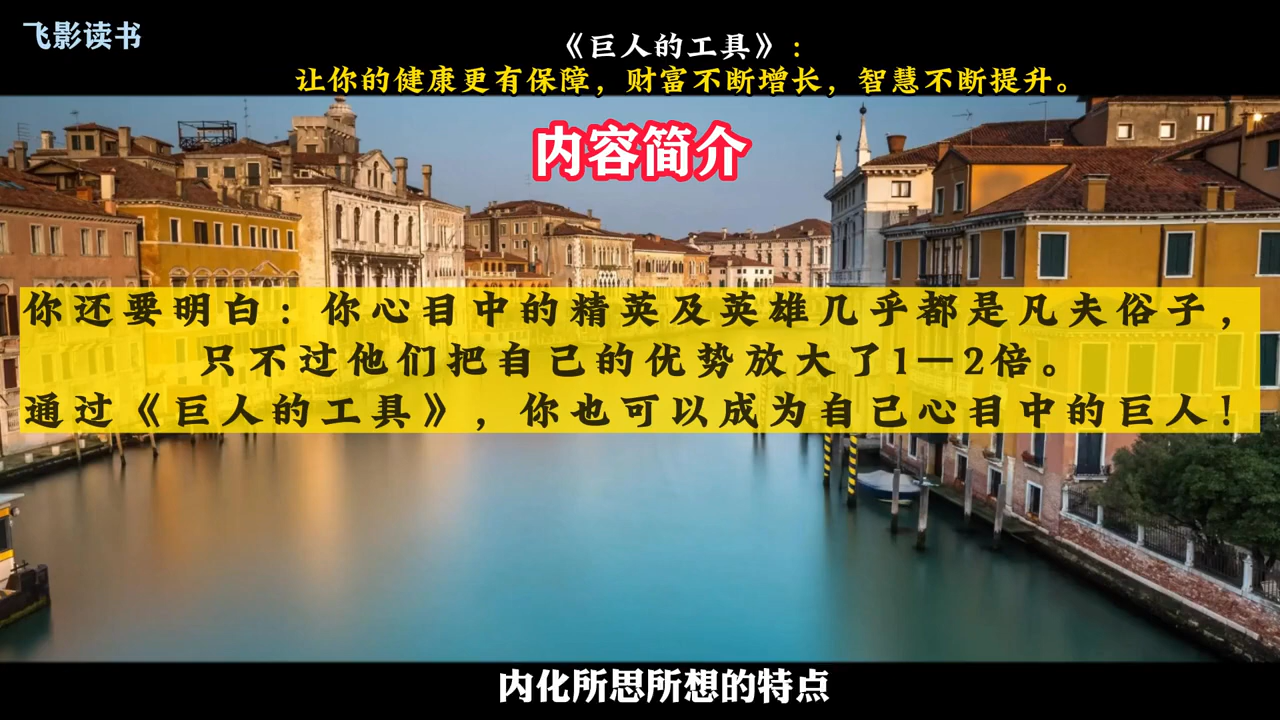 飞影读书
《巨人的工具》：
让你的健康更有保障，财富不断增长，智慧不断提升。
内容简介
你还要明白：你心目中的精英及英雄几乎都是凡夫俗子，
只不过他们把自己的优势放大了1—2倍。
通过《巨人的工具》，你也可以成为自己心目中的巨人！
内化所思所想的特点